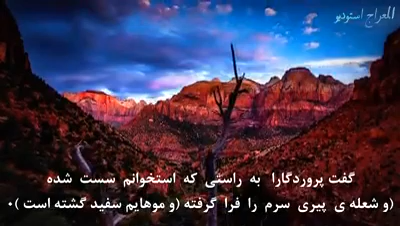 المعراج استودیو
گفت پروردگارا به راستی که استخوانم سست شده
(و شعله ی پیری سرم را فرا گرفته (و موهایم سفید گشته است )٠